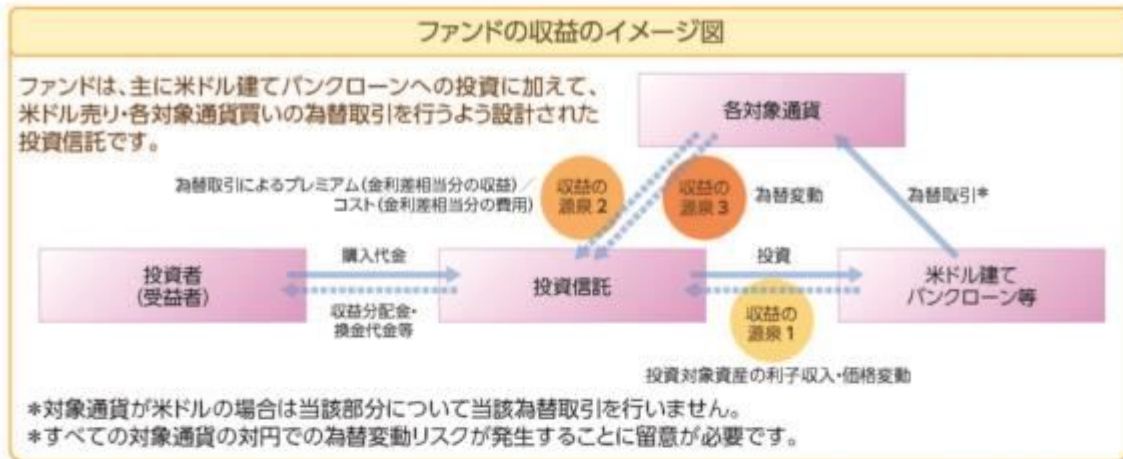 ファンドの収益のイメージ図
ファンドは、主に米ドル建てバンクローンへの投資に加えて、
米ドル売り・各対象通貨買いの為替取引を行うよう設計された
投資信託です。
各対象通貨
為替取引によるプレミアム(金利差相当分の収益)/
コスト(金利差相当分の費用)
収益の
源泉2
収益の
源泉3
為替変動
為替取引*
投資者
(受益者)
購入代金
収益分配金・
換金代金等
投資信託
投資
収益の
源泉1
米ドル建て
バンクローン等
投資対象資産の利子収入・価格変動
*対象通貨が米ドルの場合は当該部分について当該為替取引を行いません。
*すべての対象通貨の対円での為替変動リスクが発生することに留意が必要です。